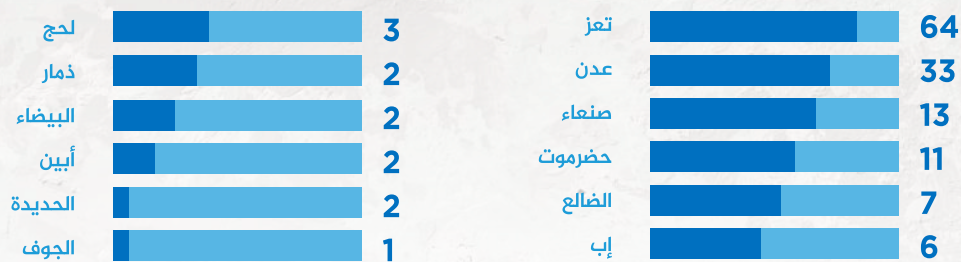 تعز 64
عدن 33
صنعاء 13
حضرموت 11
الضالع 7
إب 6
لحج 3
ذمار 2
البيضاء 2
أبين 2
الحديدة 2
الجوف 1